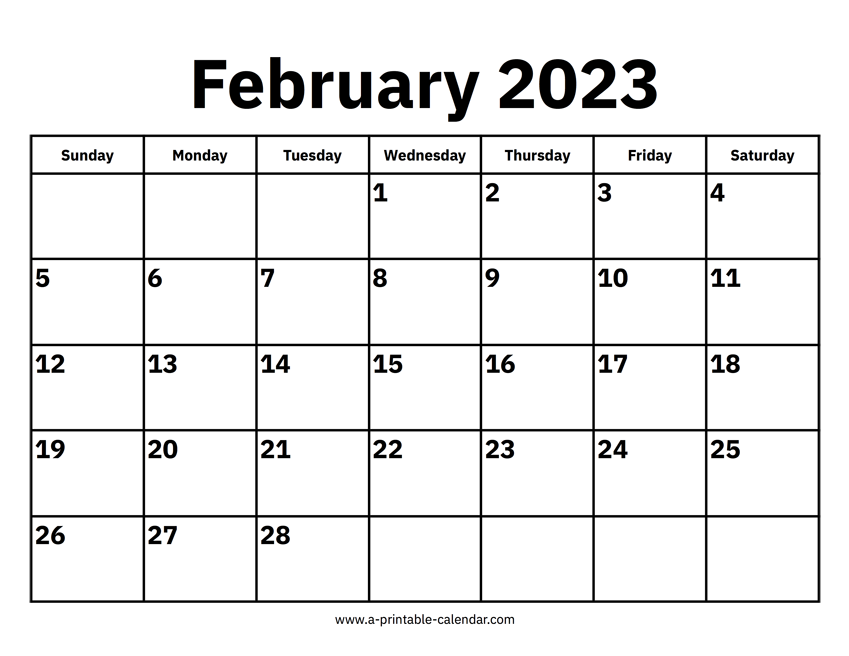 February 2023
Sunday Monday Tuesday Wednesday Thursday Friday Saturday
1 2 3 4
5 6 7 8 9 10 11
12 13 14 15 16 17 18
19 20 21 22 23 24 25
26 27 28
www.a-printable-calendar.com